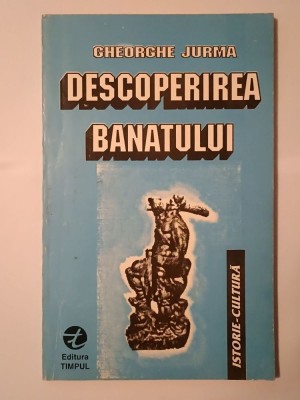 GHEORGHE JURMA
DESCOPERIREA
BANATULUI
ISTORIE-CULTURĂ
t
Editura
TIMPUL